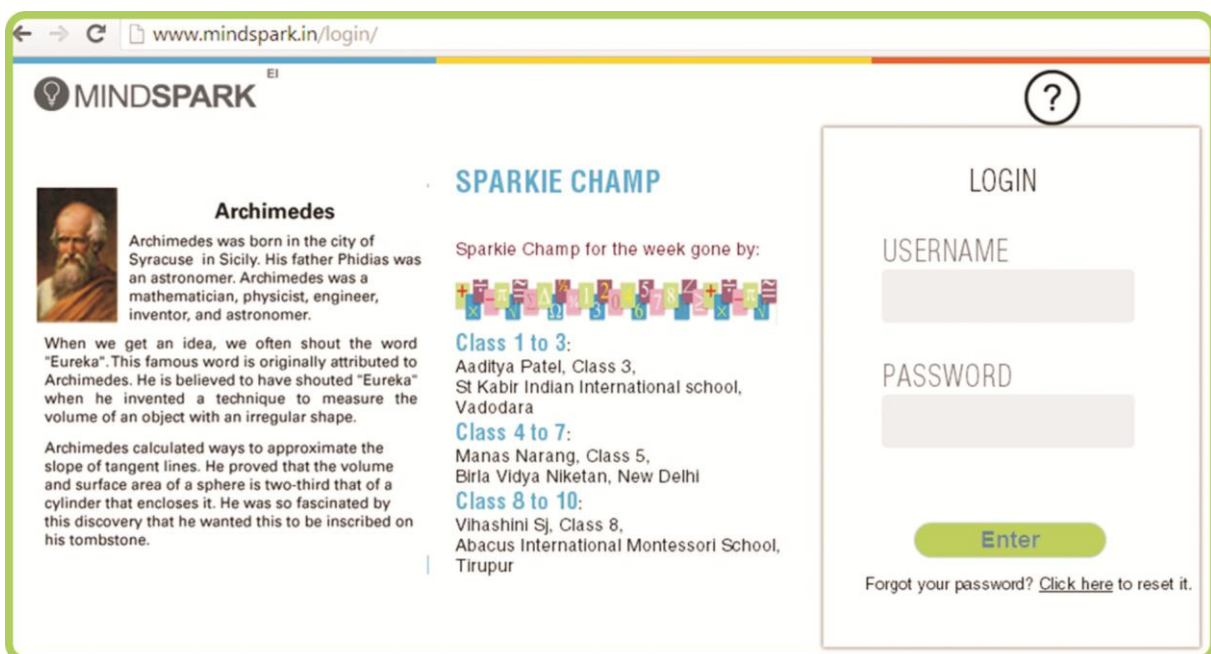 www.mindspark.in/login/
MINDSPARK EI
?
Archimedes
Archimedes was born in the city of
Syracuse in Sicily. His father Phidias was
an astronomer. Archimedes was a
mathematician, physicist, engineer,
inventor, and astronomer.
When we get an idea, we often shout the word
"Eureka". This famous word is originally attributed to
Archimedes. He is believed to have shouted "Eureka"
when he invented a technique to measure the
volume of an object with an irregular shape.
Archimedes calculated ways to approximate the
slope of tangent lines. He proved that the volume
and surface area of a sphere is two-third that of a
cylinder that encloses it. He was so fascinated by
this discovery that he wanted this to be inscribed on
his tombstone.
SPARKIE CHAMP
Sparkie Champ for the week gone by:
Class 1 to 3:
Aaditya Patel, Class 3,
St Kabir Indian International school,
Vadodara
Class 4 to 7:
Manas Narang, Class 5,
Birla Vidya Niketan, New Delhi
Class 8 to 10:
Vihashini Sj, Class 8,
Abacus International Montessori School,
Tirupur
LOGIN
USERNAME
PASSWORD
Enter
Forgot your password? Click here to reset it.